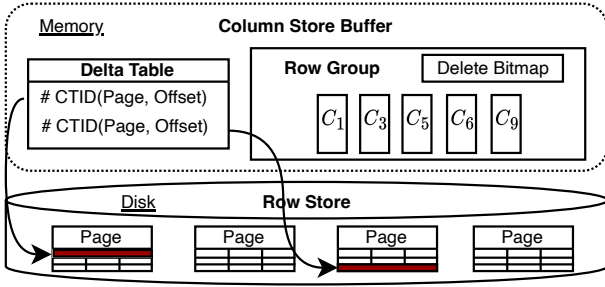 Memory
Column Store Buffer
Delta Table
# CTID(Page, Offset)
# CTID(Page, Offset)
Row Group
Delete Bitmap
C1 C3 C5 C6 C9
Disk
Row Store
Page Page Page Page